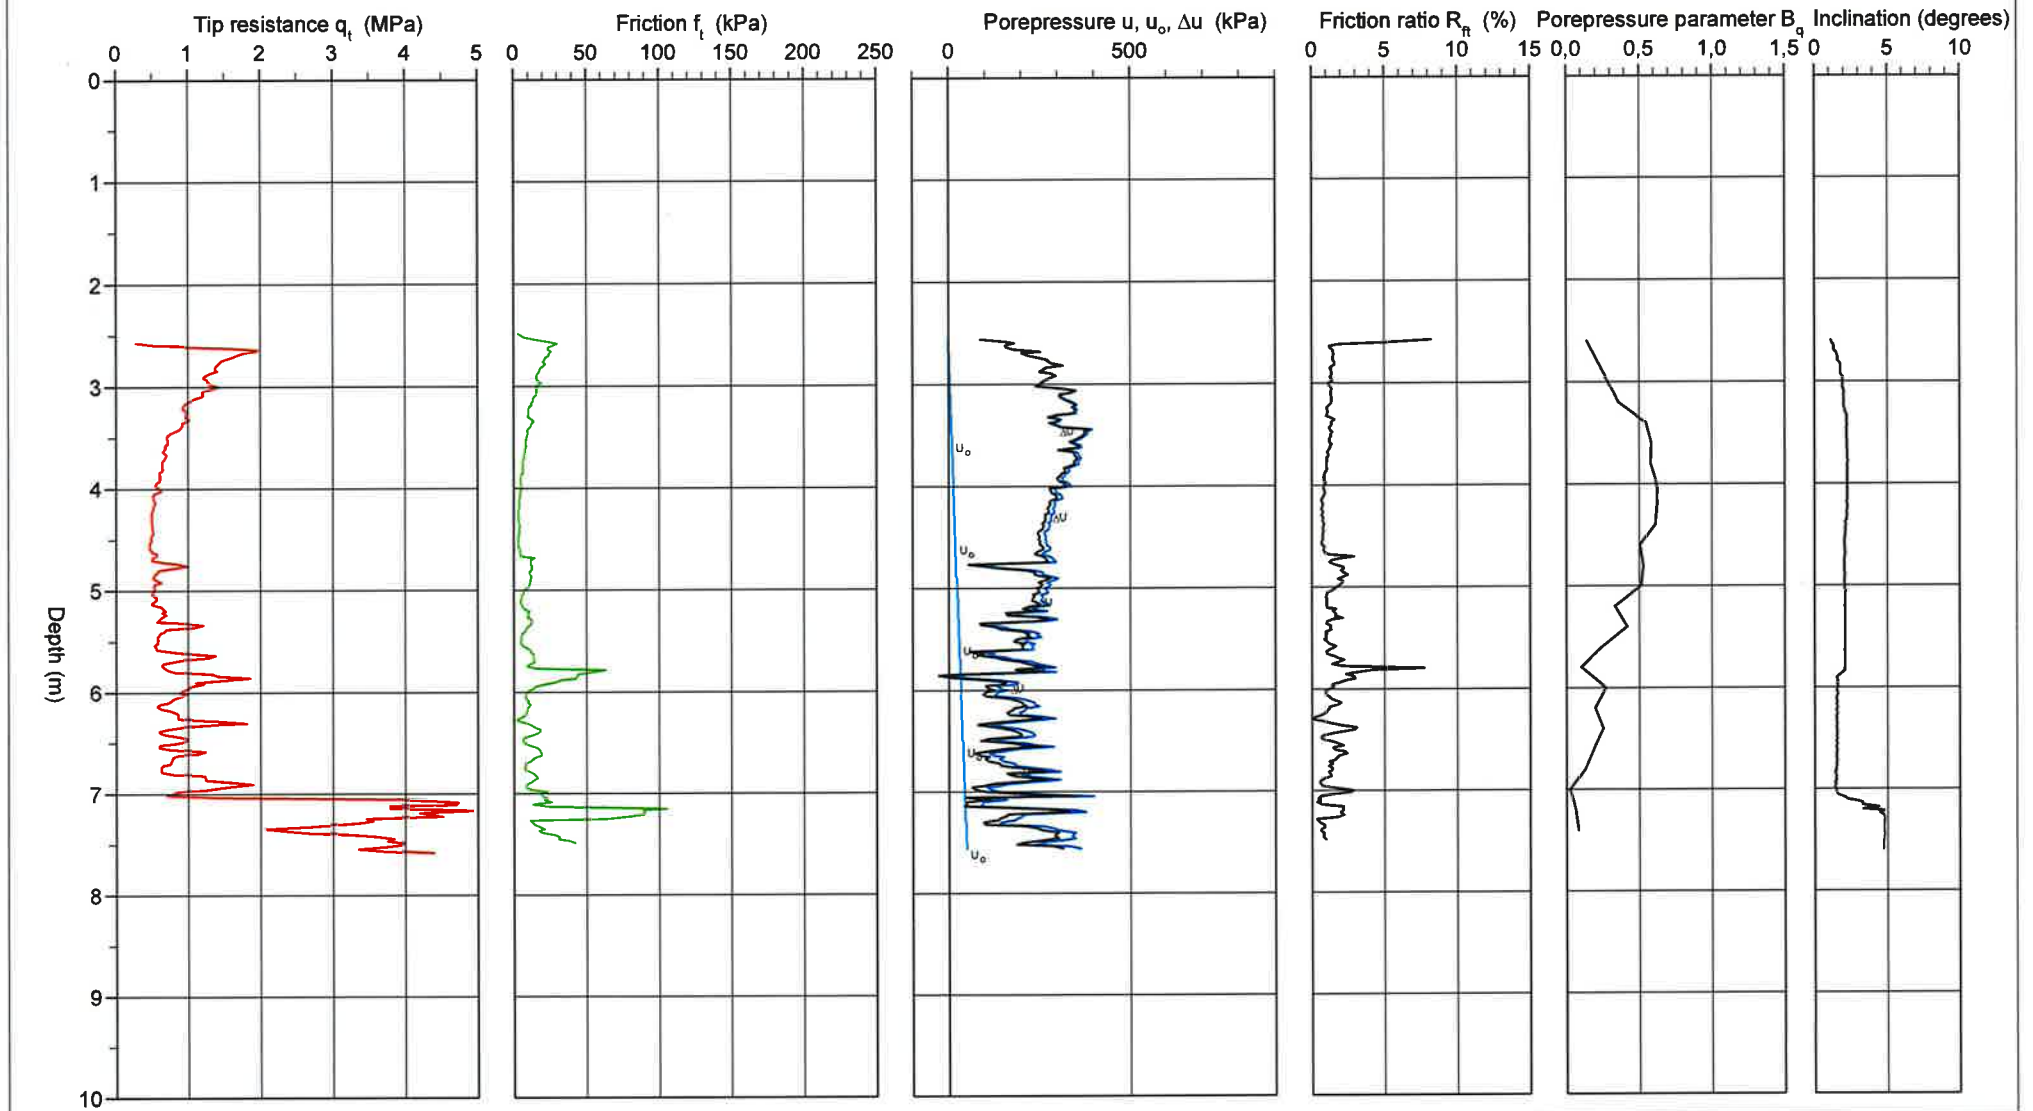 Tip resistance qt (MPa) Friction ft (kPa) Porepressure u, uo, Δu (kPa) Friction ratio Rft (%) Porepressure parameter Bq Inclination (degrees)
0 1 2 3 4 5 0 50 100 150 200 250 0 500 0 5 10 15 0,0 0,5 1,0 1,5 0 5 10
0
1
2
3
ΔU
Uo
4
ΔU
Uo
5
U
Depth (m)
Uo
6
ΔU
Uo
7
Uo
8
9
10